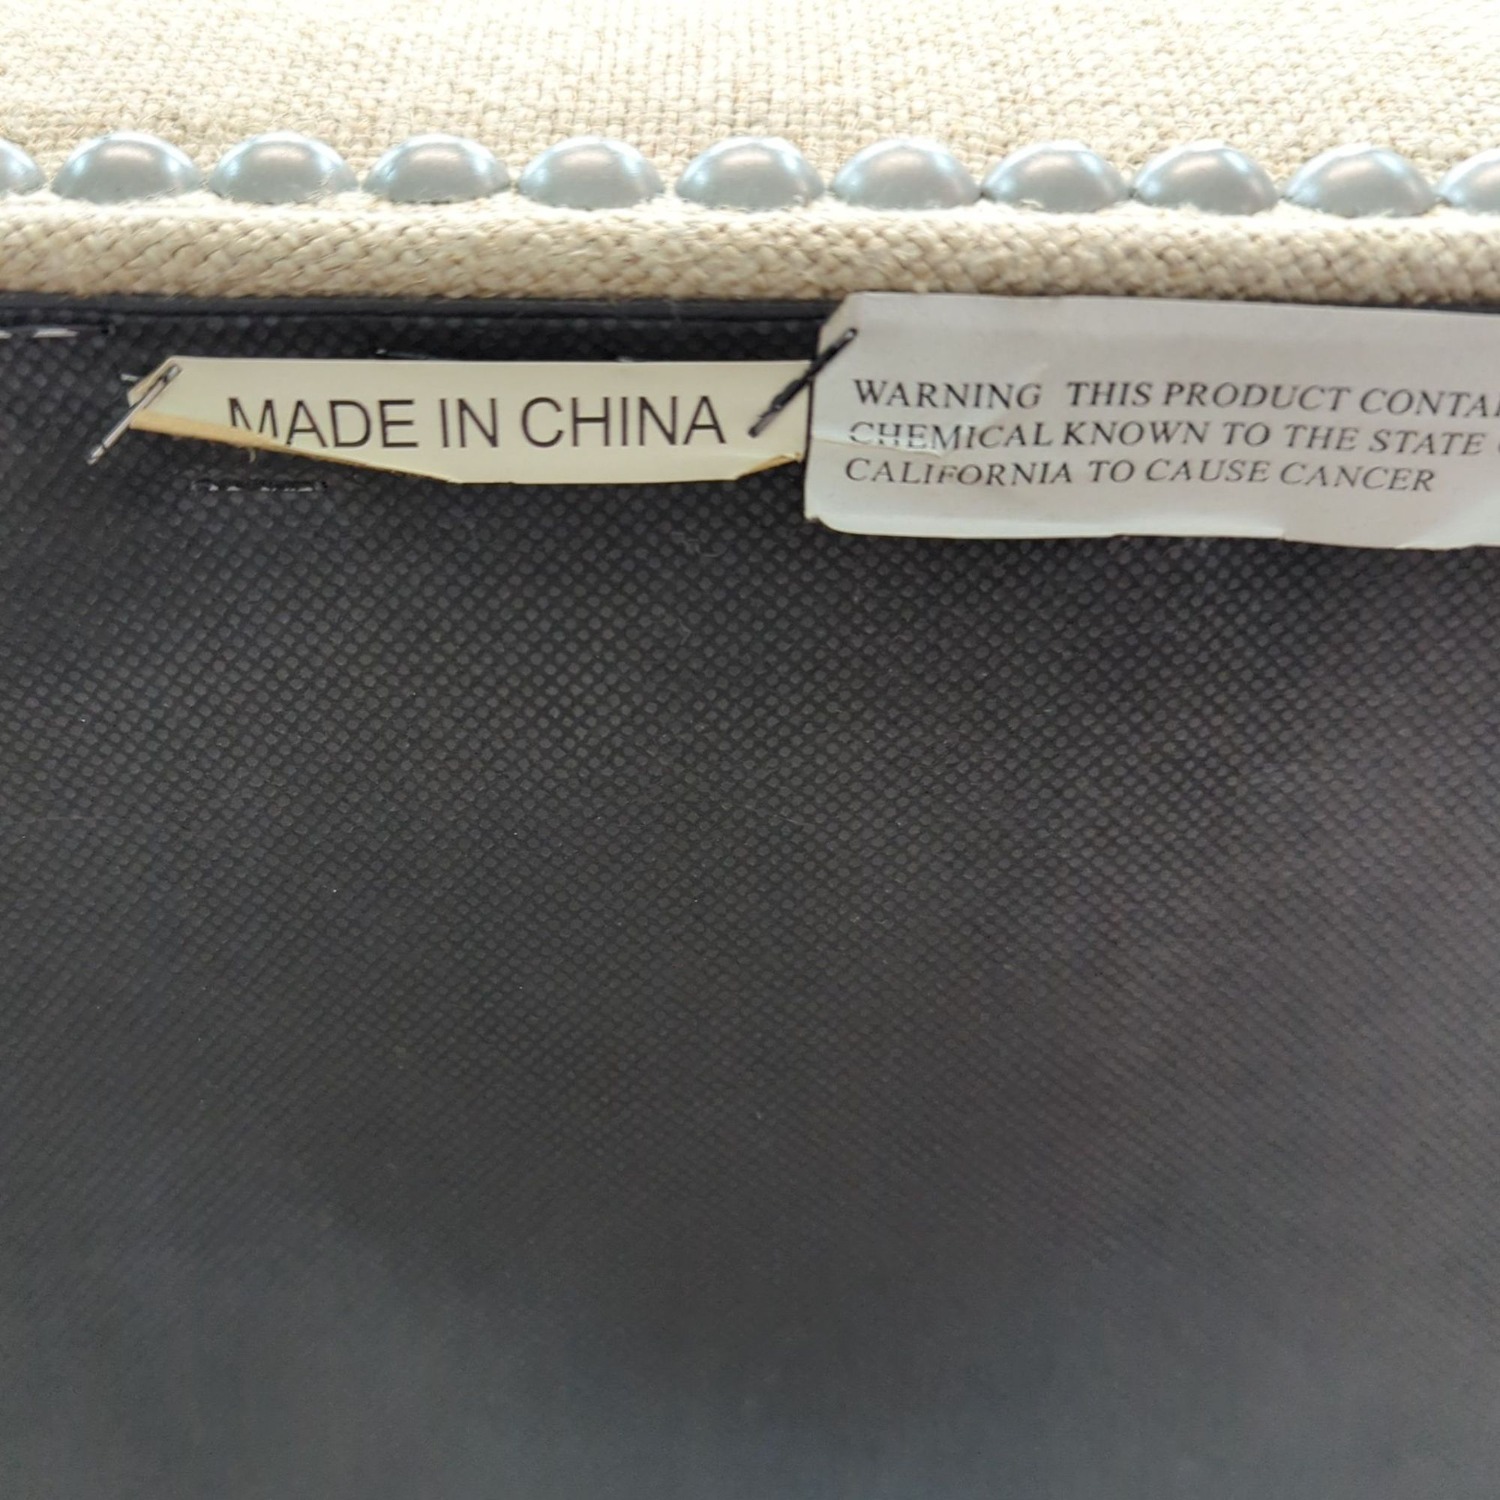 MADE IN CHINA
WARNING THIS PRODUCT
CHEMICAL KNOWN TO THE STATE
CALIFORNIA TO CAUSE CANCER